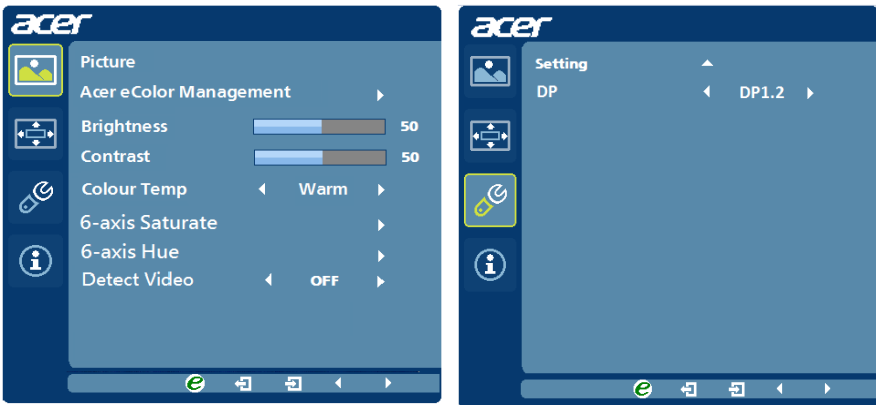 acer
Picture
Acer eColor Management
Brightness 50
Contrast 50
Colour Temp Warm
6-axis Saturate
6-axis Hue
Detect Video OFF
e
acer
Setting
DP DP1.2
e